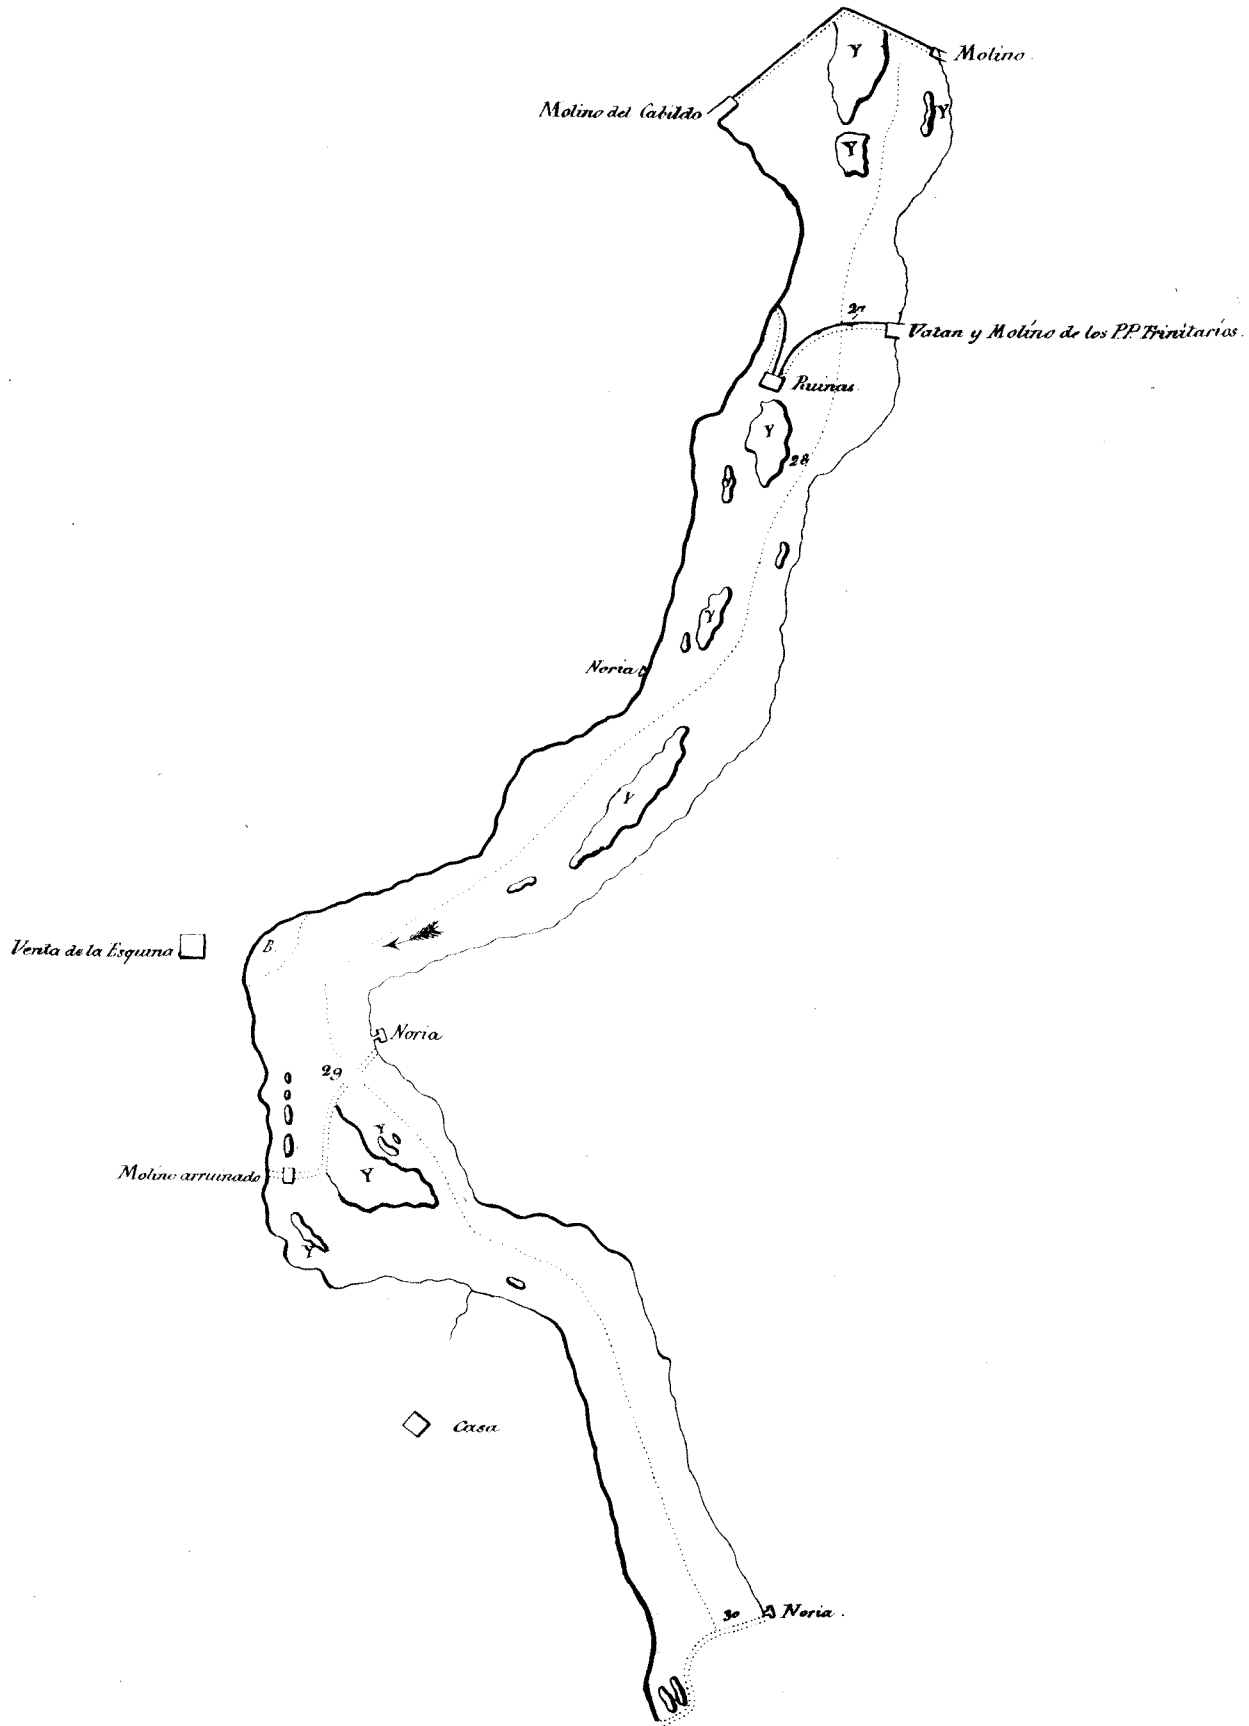 Y
Molino.
Molino del Cabildo
Y
Y
27
Vatan y Molino de los P.P. Trinitarios.
Ruinas.
Y
28
Y
Y
Noria
Y
B.
Venta de la Esquina
Noria
29
Y
Molino arruinado
Y
Y
Casa
30
Noria.